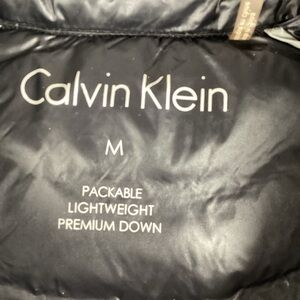 Calvin Klein
M
PACKABLE
LIGHTWEIGHT
PREMIUM DOWN